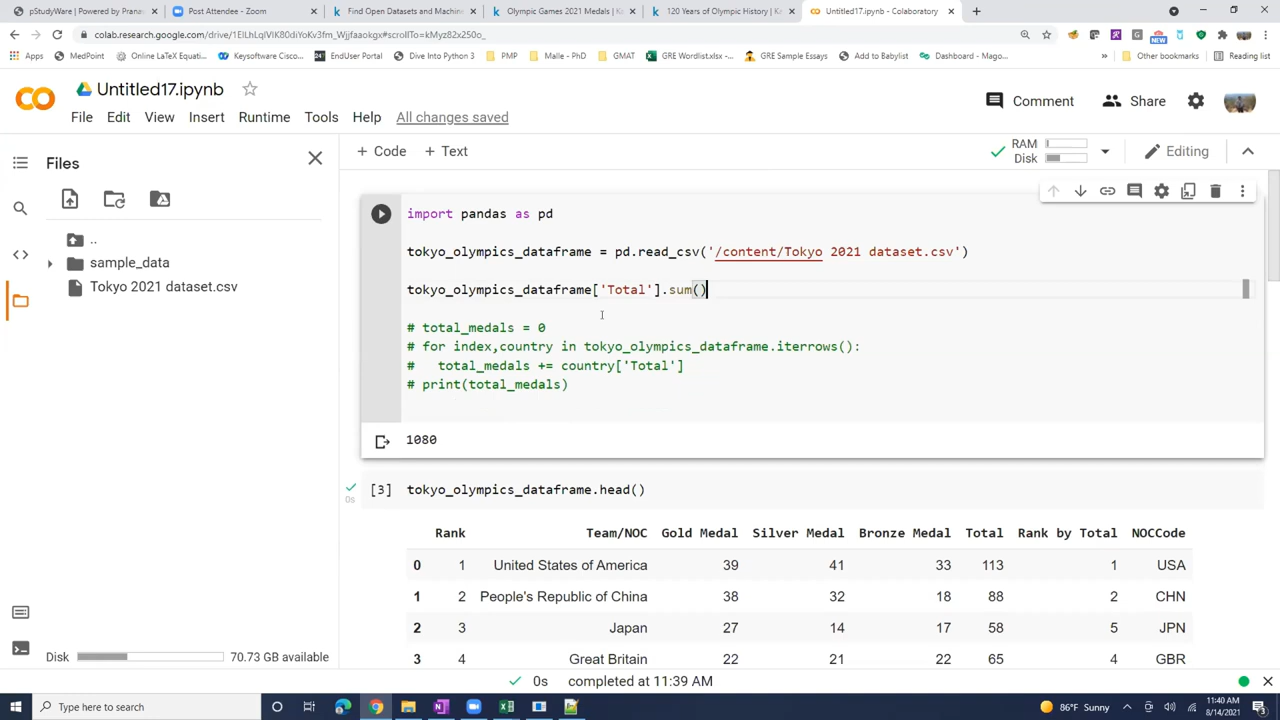 pStudyWare | Powered by Pranas
Post Attendee - Zoom
Find Open Datasets and Machine
Olympic Games 2021 Medals | K
120 Years of Olympic History | K
Untitled17.ipynb - Colaboratory
Apps
MedPoint
Online LaTeX Equati...
Keysoftware Cisco...
EndUser Portal
Dive Into Python 3
PMP
Malle - PhD
GMAT
GRE Wordlist.xlsx -...
GRE Sample Essays
Add to Babylist
Dashboard - Mago...
»
Other bookmarks
Reading list
Untitled17.ipynb
File Edit View Insert Runtime Tools Help All changes saved
Comment
Share
Files
+ Code + Text
RAM
Disk
Editing
..
sample_data
Tokyo 2021 dataset.csv
import pandas as pd
tokyo_olympics_dataframe = pd.read_csv('/content/Tokyo 2021 dataset.csv')
tokyo_olympics_dataframe['Total'].sum()
# total_medals = 0
# for index,country in tokyo_olympics_dataframe.iterrows():
#   total_medals += country['Total']
# print(total_medals)
1080
0s
[3] tokyo_olympics_dataframe.head()
Rank Team/NOC Gold Medal Silver Medal Bronze Medal Total Rank by Total NOCCode
0 1 United States of America 39 41 33 113 1 USA
1 2 People's Republic of China 38 32 18 88 2 CHN
2 3 Japan 27 14 17 58 5 JPN
3 4 Great Britain 22 21 22 65 4 GBR
Disk 70.73 GB available
0s completed at 11:39 AM
Type here to search
86°F Sunny
11:40 AM
8/14/2021